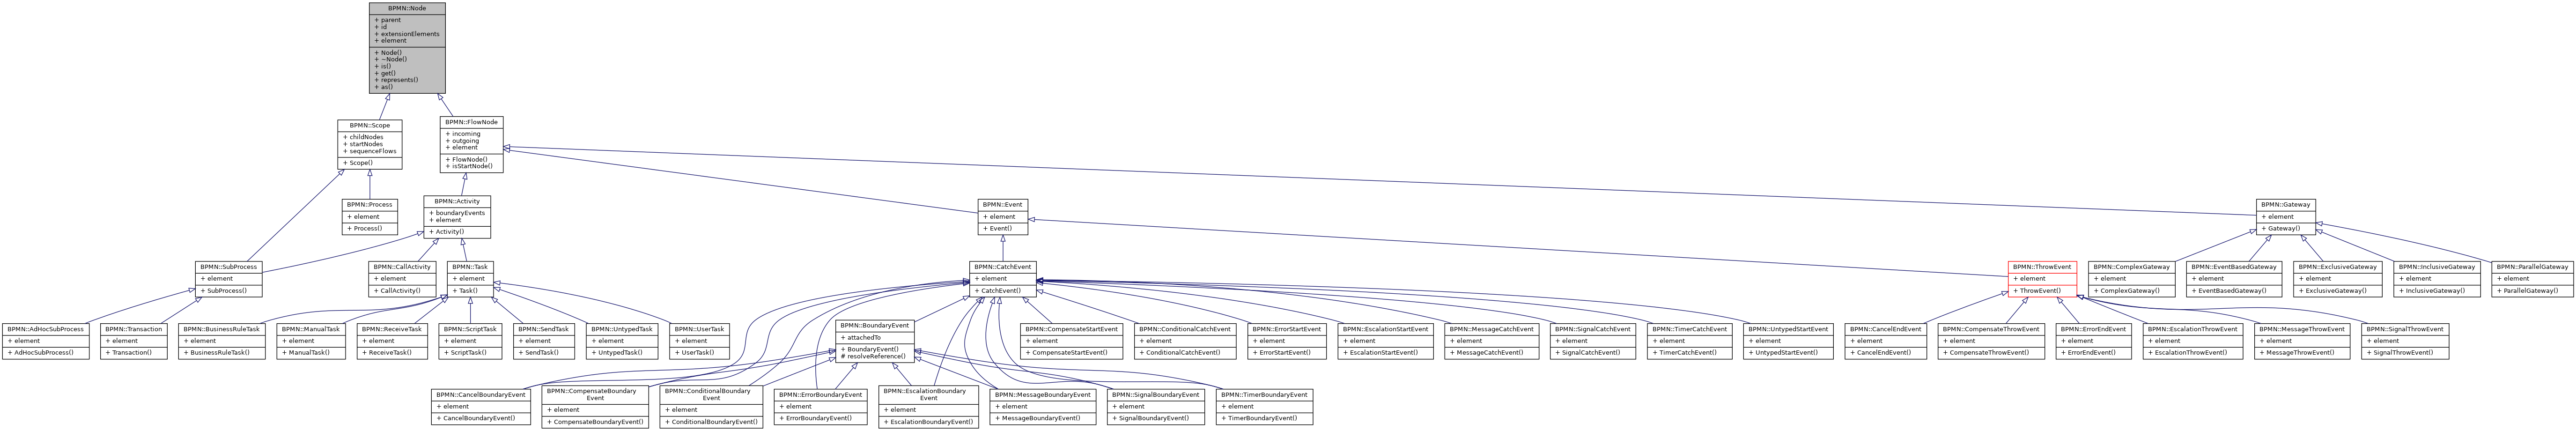 BPMN::Node
+ parent
+ id
+ extensionElements
+ element
+ Node()
+ ~Node()
+ is()
+ get()
+ represents()
+ as()
BPMN::Scope
+ childNodes
+ startNodes
+ sequenceFlows
+ Scope()
BPMN::FlowNode
+ incoming
+ outgoing
+ element
+ FlowNode()
+ isStartNode()
BPMN::Process
+ element
+ Process()
BPMN::Activity
+ boundaryEvents
+ element
+ Activity()
BPMN::Event
+ element
+ Event()
BPMN::Gateway
+ element
+ Gateway()
BPMN::SubProcess
+ element
+ SubProcess()
BPMN::CallActivity
+ element
+ CallActivity()
BPMN::Task
+ element
+ Task()
BPMN::CatchEvent
+ element
+ CatchEvent()
BPMN::ThrowEvent
+ element
+ ThrowEvent()
BPMN::ComplexGateway
+ element
+ ComplexGateway()
BPMN::EventBasedGateway
+ element
+ EventBasedGateway()
BPMN::ExclusiveGateway
+ element
+ ExclusiveGateway()
BPMN::InclusiveGateway
+ element
+ InclusiveGateway()
BPMN::ParallelGateway
+ element
+ ParallelGateway()
BPMN::AdHocSubProcess
+ element
+ AdHocSubProcess()
BPMN::Transaction
+ element
+ Transaction()
BPMN::BusinessRuleTask
+ element
+ BusinessRuleTask()
BPMN::ManualTask
+ element
+ ManualTask()
BPMN::ReceiveTask
+ element
+ ReceiveTask()
BPMN::ScriptTask
+ element
+ ScriptTask()
BPMN::SendTask
+ element
+ SendTask()
BPMN::UntypedTask
+ element
+ UntypedTask()
BPMN::UserTask
+ element
+ UserTask()
BPMN::BoundaryEvent
+ attachedTo
+ BoundaryEvent()
# resolveReference()
BPMN::CompensateStartEvent
+ element
+ CompensateStartEvent()
BPMN::ConditionalCatchEvent
+ element
+ ConditionalCatchEvent()
BPMN::ErrorStartEvent
+ element
+ ErrorStartEvent()
BPMN::EscalationStartEvent
+ element
+ EscalationStartEvent()
BPMN::MessageCatchEvent
+ element
+ MessageCatchEvent()
BPMN::SignalCatchEvent
+ element
+ SignalCatchEvent()
BPMN::TimerCatchEvent
+ element
+ TimerCatchEvent()
BPMN::UntypedStartEvent
+ element
+ UntypedStartEvent()
BPMN::CancelEndEvent
+ element
+ CancelEndEvent()
BPMN::CompensateThrowEvent
+ element
+ CompensateThrowEvent()
BPMN::ErrorEndEvent
+ element
+ ErrorEndEvent()
BPMN::EscalationThrowEvent
+ element
+ EscalationThrowEvent()
BPMN::MessageThrowEvent
+ element
+ MessageThrowEvent()
BPMN::SignalThrowEvent
+ element
+ SignalThrowEvent()
BPMN::CancelBoundaryEvent
+ element
+ CancelBoundaryEvent()
BPMN::CompensateBoundary
Event
+ element
+ CompensateBoundaryEvent()
BPMN::ConditionalBoundary
Event
+ element
+ ConditionalBoundaryEvent()
BPMN::ErrorBoundaryEvent
+ element
+ ErrorBoundaryEvent()
BPMN::EscalationBoundary
Event
+ element
+ EscalationBoundaryEvent()
BPMN::MessageBoundaryEvent
+ element
+ MessageBoundaryEvent()
BPMN::SignalBoundaryEvent
+ element
+ SignalBoundaryEvent()
BPMN::TimerBoundaryEvent
+ element
+ TimerBoundaryEvent()